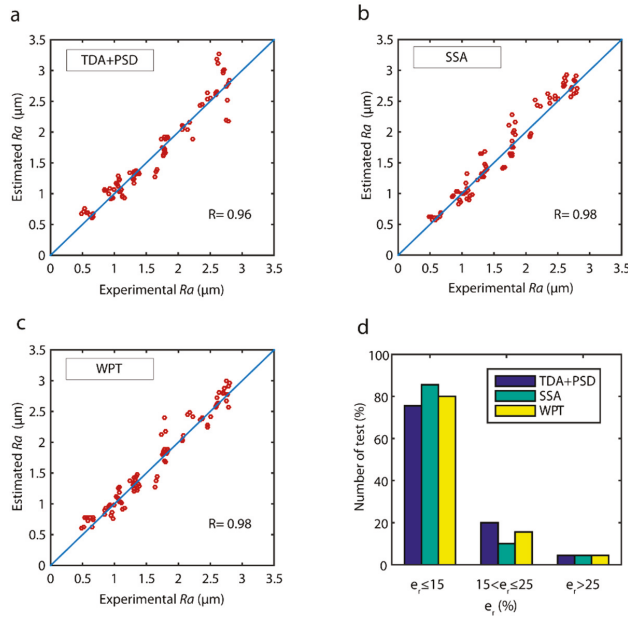 a
3.5
3
2.5
2
1.5
1
0.5
0
TDA+PSD
R= 0.96
Estimated Ra (μm)
0 0.5 1 1.5 2 2.5 3 3.5
Experimental Ra (μm)
b
3.5
3
2.5
2
1.5
1
0.5
0
SSA
R= 0.98
Estimated Ra (μm)
0 0.5 1 1.5 2 2.5 3 3.5
Experimental Ra (μm)
c
3.5
3
2.5
2
1.5
1
0.5
0
WPT
R= 0.98
Estimated Ra (μm)
0 0.5 1 1.5 2 2.5 3 3.5
Experimental Ra (μm)
d
100
80
60
40
20
0
TDA+PSD
SSA
WPT
Number of test (%)
er≤15 15<er≤25 er>25
er (%)